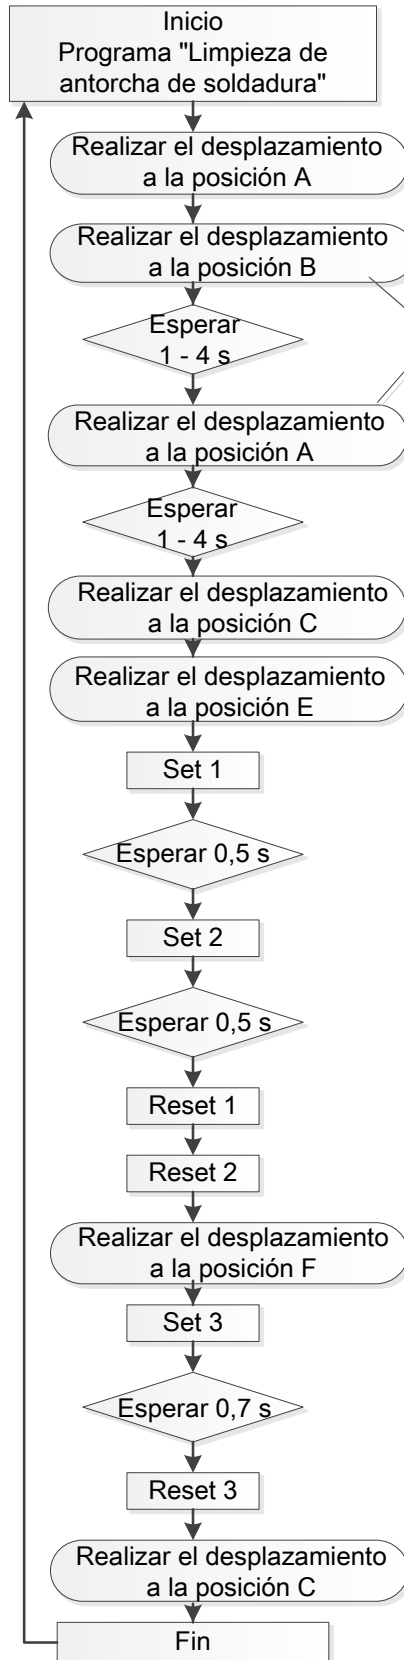 Inicio
Programa "Limpieza de
antorcha de soldadura"
Realizar el desplazamiento
a la posición A
Realizar el desplazamiento
a la posición B
Esperar
1 - 4 s
Realizar el desplazamiento
a la posición A
Esperar
1 - 4 s
Realizar el desplazamiento
a la posición C
Realizar el desplazamiento
a la posición E
Set 1
Esperar 0,5 s
Set 2
Esperar 0,5 s
Reset 1
Reset 2
Realizar el desplazamiento
a la posición F
Set 3
Esperar 0,7 s
Reset 3
Realizar el desplazamiento
a la posición C
Fin